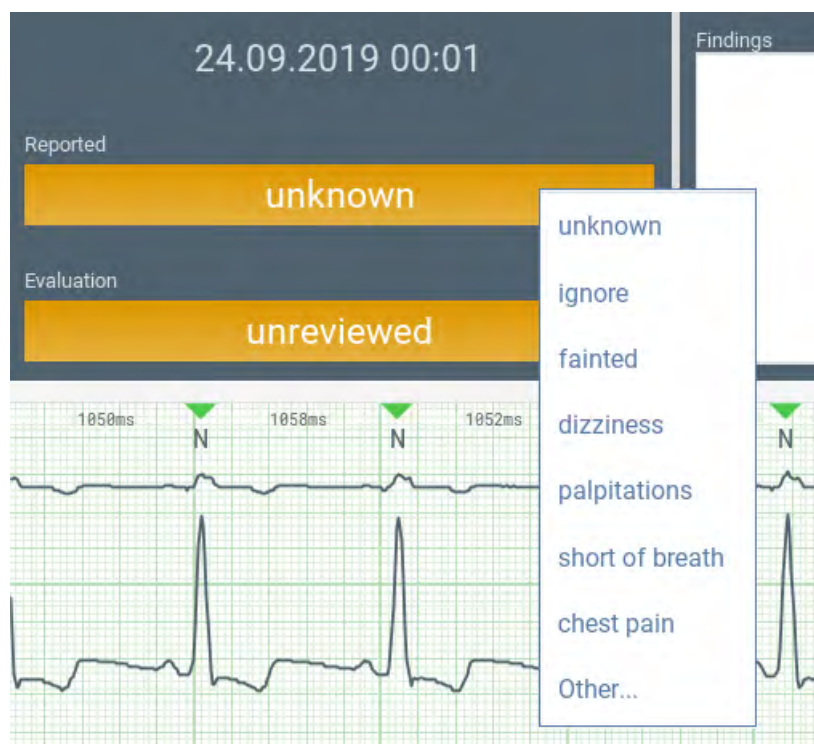 24.09.2019 00:01
Findings
Reported
unknown
Evaluation
unreviewed
unknown
ignore
fainted
dizziness
palpitations
short of breath
chest pain
Other...
1050ms 1058ms 1052ms
N N N